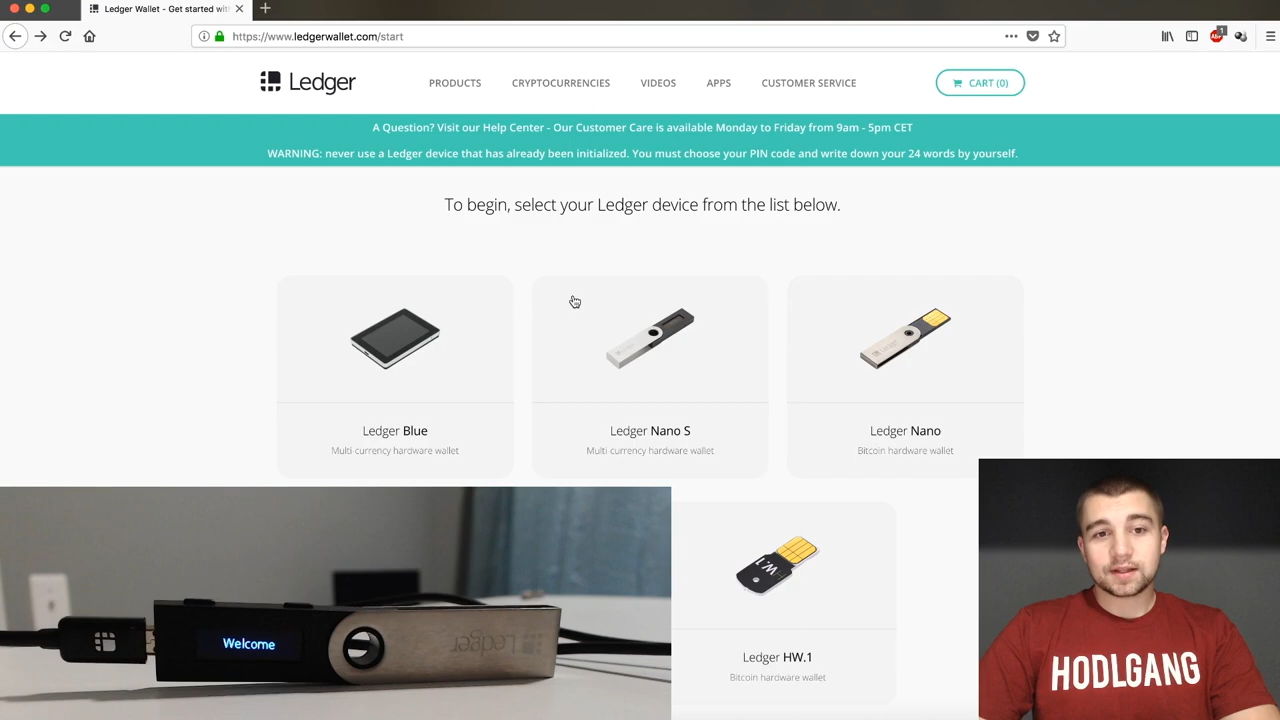 Ledger Wallet - Get started wit
https://www.ledgerwallet.com/start
1
Ledger
PRODUCTS CRYPTOCURRENCIES VIDEOS APPS CUSTOMER SERVICE CART (0)
A Question? Visit our Help Center - Our Customer Care is available Monday to Friday from 9am - 5pm CET
WARNING: never use a Ledger device that has already been initialized. You must choose your PIN code and write down your 24 words by yourself.
To begin, select your Ledger device from the list below.
Ledger Blue
Multi-currency hardware wallet
Ledger Nano S
Multi-currency hardware wallet
Ledger Nano
Bitcoin hardware wallet
W.1
Ledger HW.1
Bitcoin hardware wallet
Welcome
Ledger
HODLGANG